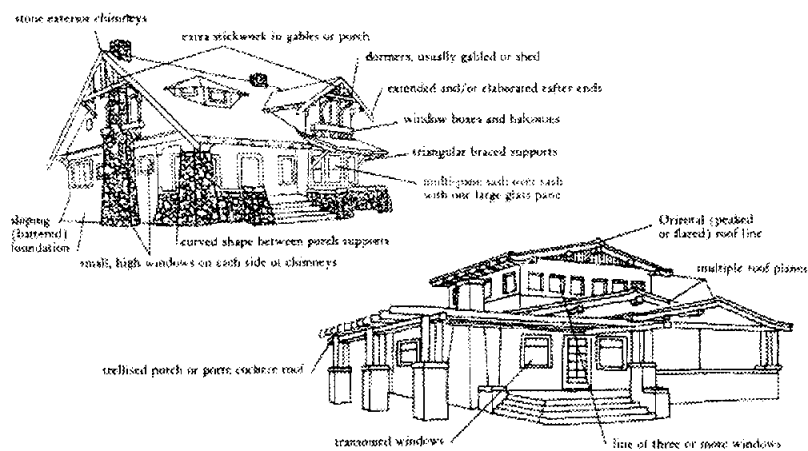 stone exterior chimneys
extra stickwork in gables or porch
dormers, usually gabled or shed
extended and/or elaborated rafter ends
window boxes and balconies
triangular braced supports
multi-pane sash over sash
with one large glass pane
sloping
(battered)
foundation
curved shape between porch supports
small, high windows on each side of chimneys
Oriental (peaked
or flared) roof line
multiple roof planes
trellised porch or porte cochere roof
transomed windows
line of three or more windows